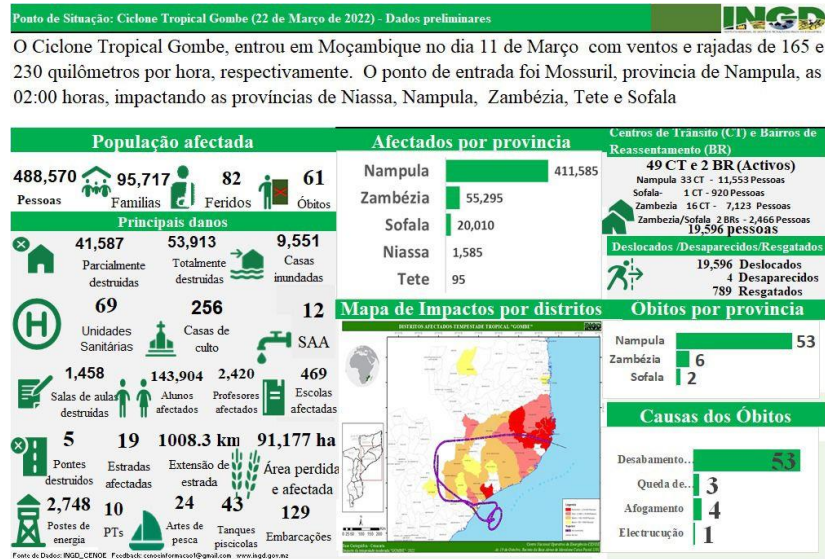 Ponto de Situação: Ciclone Tropical Gombe (22 de Março de 2022) - Dados preliminares
INGD
O Ciclone Tropical Gombe, entrou em Moçambique no dia 11 de Março com ventos e rajadas de 165 e
230 quilômetros por hora, respectivamente. O ponto de entrada foi Mossuril, provincia de Nampula, as
02:00 horas, impactando as províncias de Niassa, Nampula, Zambézia, Tete e Sofala
População afectada
488,570
Pessoas
95,717
Familias
82
Feridos
61
Óbitos
Principais danos
41,587
Parcialmente
destruidas
53,913
Totalmente
destruidas
9,551
Casas
inundadas
69
Unidades
Sanitárias
256
Casas de
culto
12
SAA
1,458
Salas de aulas
destruidas
143,904
Alunos
afectados
2,420
Profesores
afectados
469
Escolas
afectadas
5
Pontes
destruidos
19
Estradas
afectadas
1008.3 km
Extensão de
estrada
91,177 ha
Área perdida
e afectada
2,748
Postes de
energia
10
PTs
24
Artes de
pesca
43
Tanques
piscicolas
129
Embarcações
Fonte de Dados: INGD_CENOE Feedback: cenoeinformacao1@gmail.com www.ingd.gov.mz
Afectados por provincia
Nampula 411,585
Zambézia 55,295
Sofala 20,010
Niassa 1,585
Tete 95
Mapa de Impactos por distritos
DISTRITOS AFECTADOS TEMPESTADE TROPICAL "GOMBE"
Centros de Trânsito (CT) e Bairros de
Reassentamento (BR)
49 CT e 2 BR (Activos)
Nampula 33 CT - 11,553 Pessoas
Sofala- 1 CT - 920 Pessoas
Zambezia 16 CT - 7,123 Pessoas
Zambezia/Sofala 2 BRs - 2,466 Pessoas
19,596 pessoas
Deslocados /Desaparecidos/Resgatados
19,596 Deslocados
4 Desaparecidos
789 Resgatados
Obitos por provincia
Nampula 53
Zambézia 6
Sofala 2
Causas dos Óbitos
Desabamento... 53
Queda de... 3
Afogamento 4
Electrucução 1